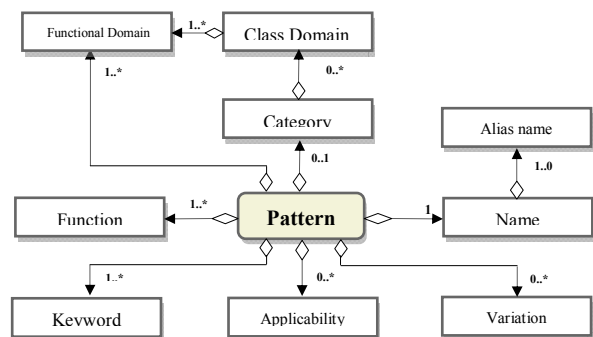 Functional Domain
1..*
Class Domain
1..*
0..*
Category
Alias name
0..1
1..0
Function
1..*
Pattern
1
Name
1..*
0..*
0..*
Keyword
Applicability
Variation